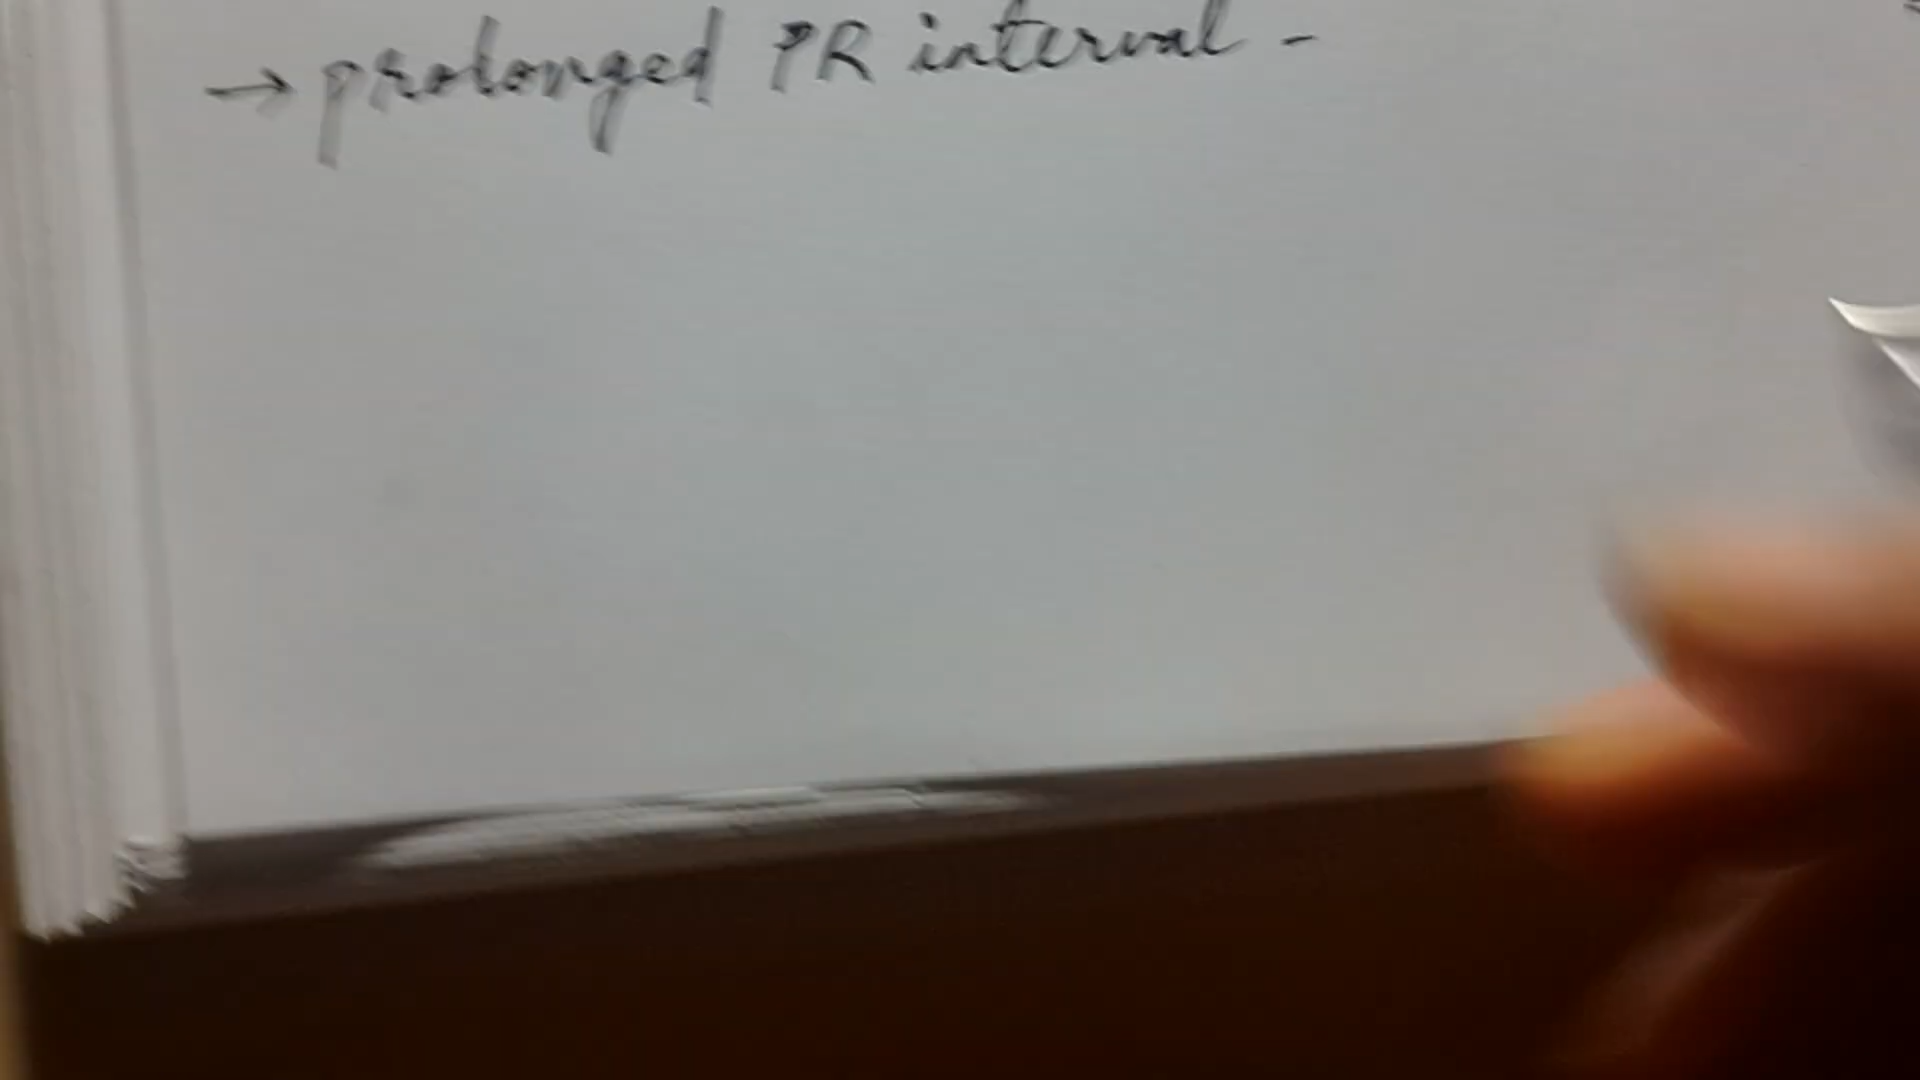 → prolonged PR interval -